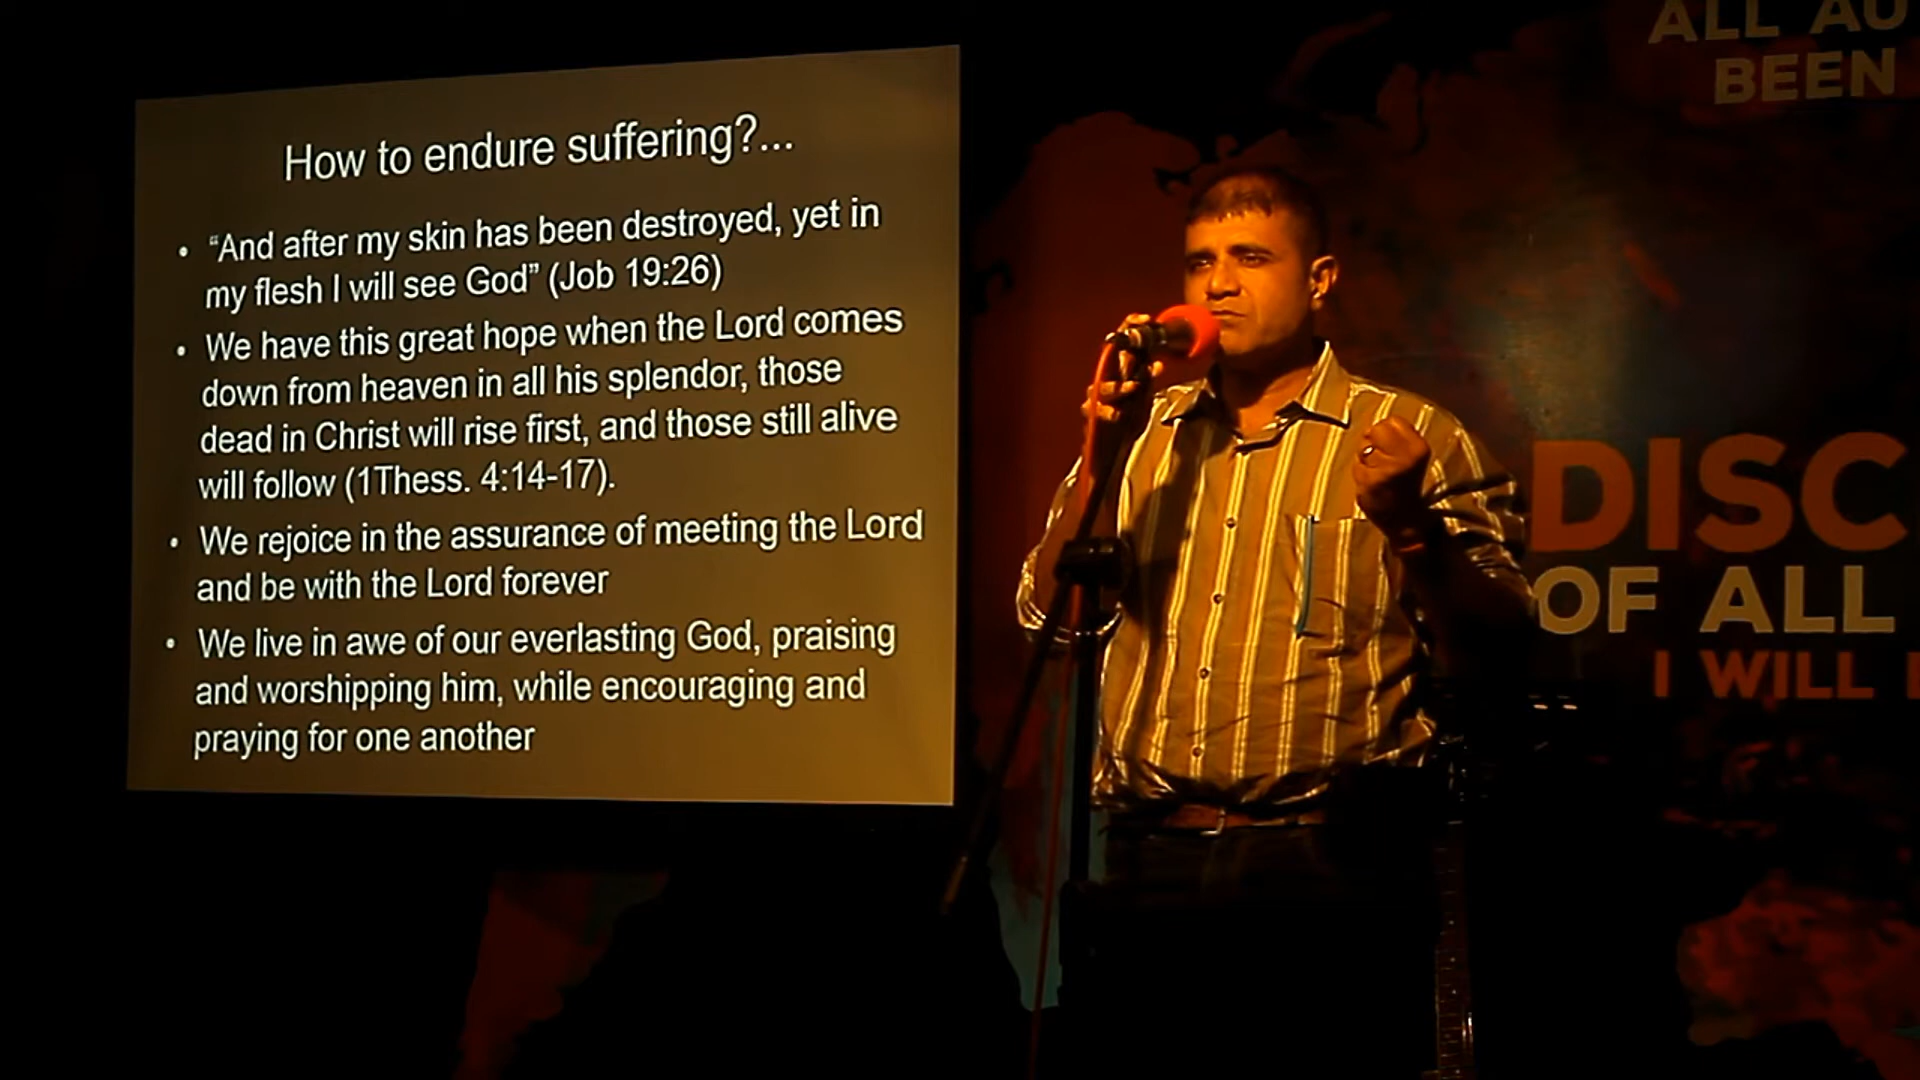 How to endure suffering?...
• “And after my skin has been destroyed, yet in
my flesh I will see God” (Job 19:26)
• We have this great hope when the Lord comes
down from heaven in all his splendor, those
dead in Christ will rise first, and those still alive
will follow (1Thess. 4:14-17).
• We rejoice in the assurance of meeting the Lord
and be with the Lord forever
• We live in awe of our everlasting God, praising
and worshipping him, while encouraging and
praying for one another
ALL AU
BEEN
DISC
OF ALL
I WILL